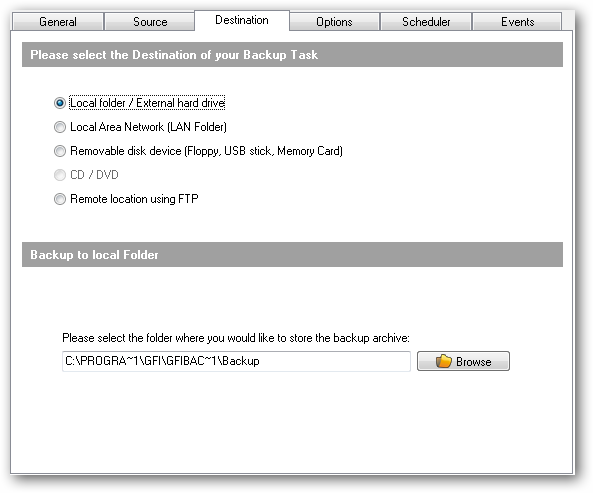 General Source Destination Options Scheduler Events
Please select the Destination of your Backup Task
Local folder / External hard drive
Local Area Network (LAN Folder)
Removable disk device (Floppy, USB stick, Memory Card)
CD / DVD
Remote location using FTP
Backup to local Folder
Please select the folder where you would like to store the backup archive:
C:\PROGRA~1\GFI\GFIBAC~1\Backup Browse